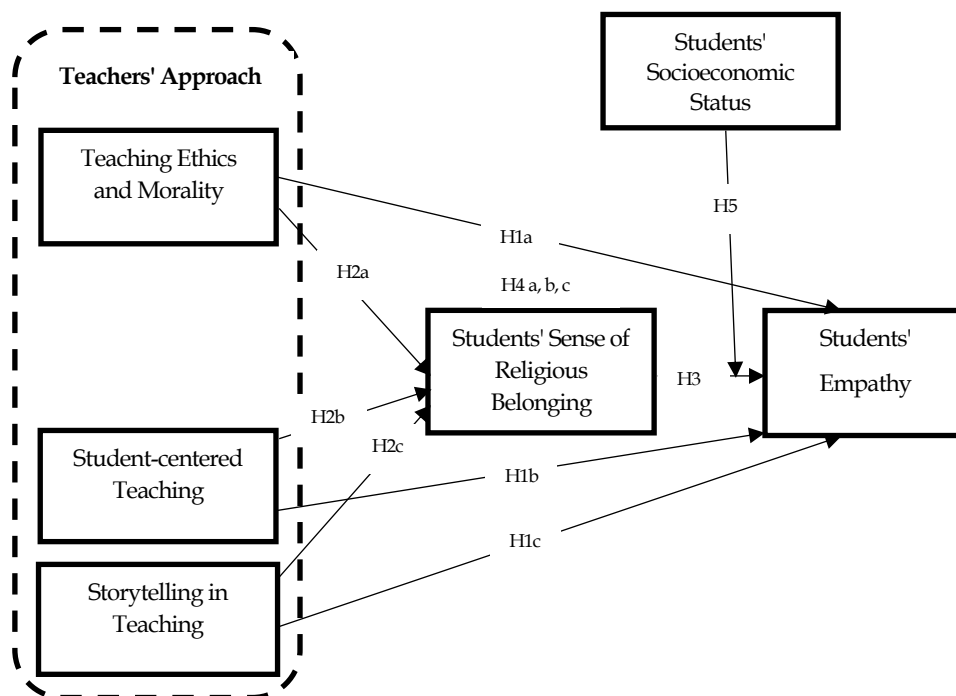 Teachers' Approach
Teaching Ethics
and Morality
Student-centered
Teaching
Storytelling in
Teaching
H2a
H2b
H2c
H1a
H4 a, b, c
Students' Sense of
Religious
Belonging
H1b
H1c
Students'
Socioeconomic
Status
H5
H3
Students'
Empathy